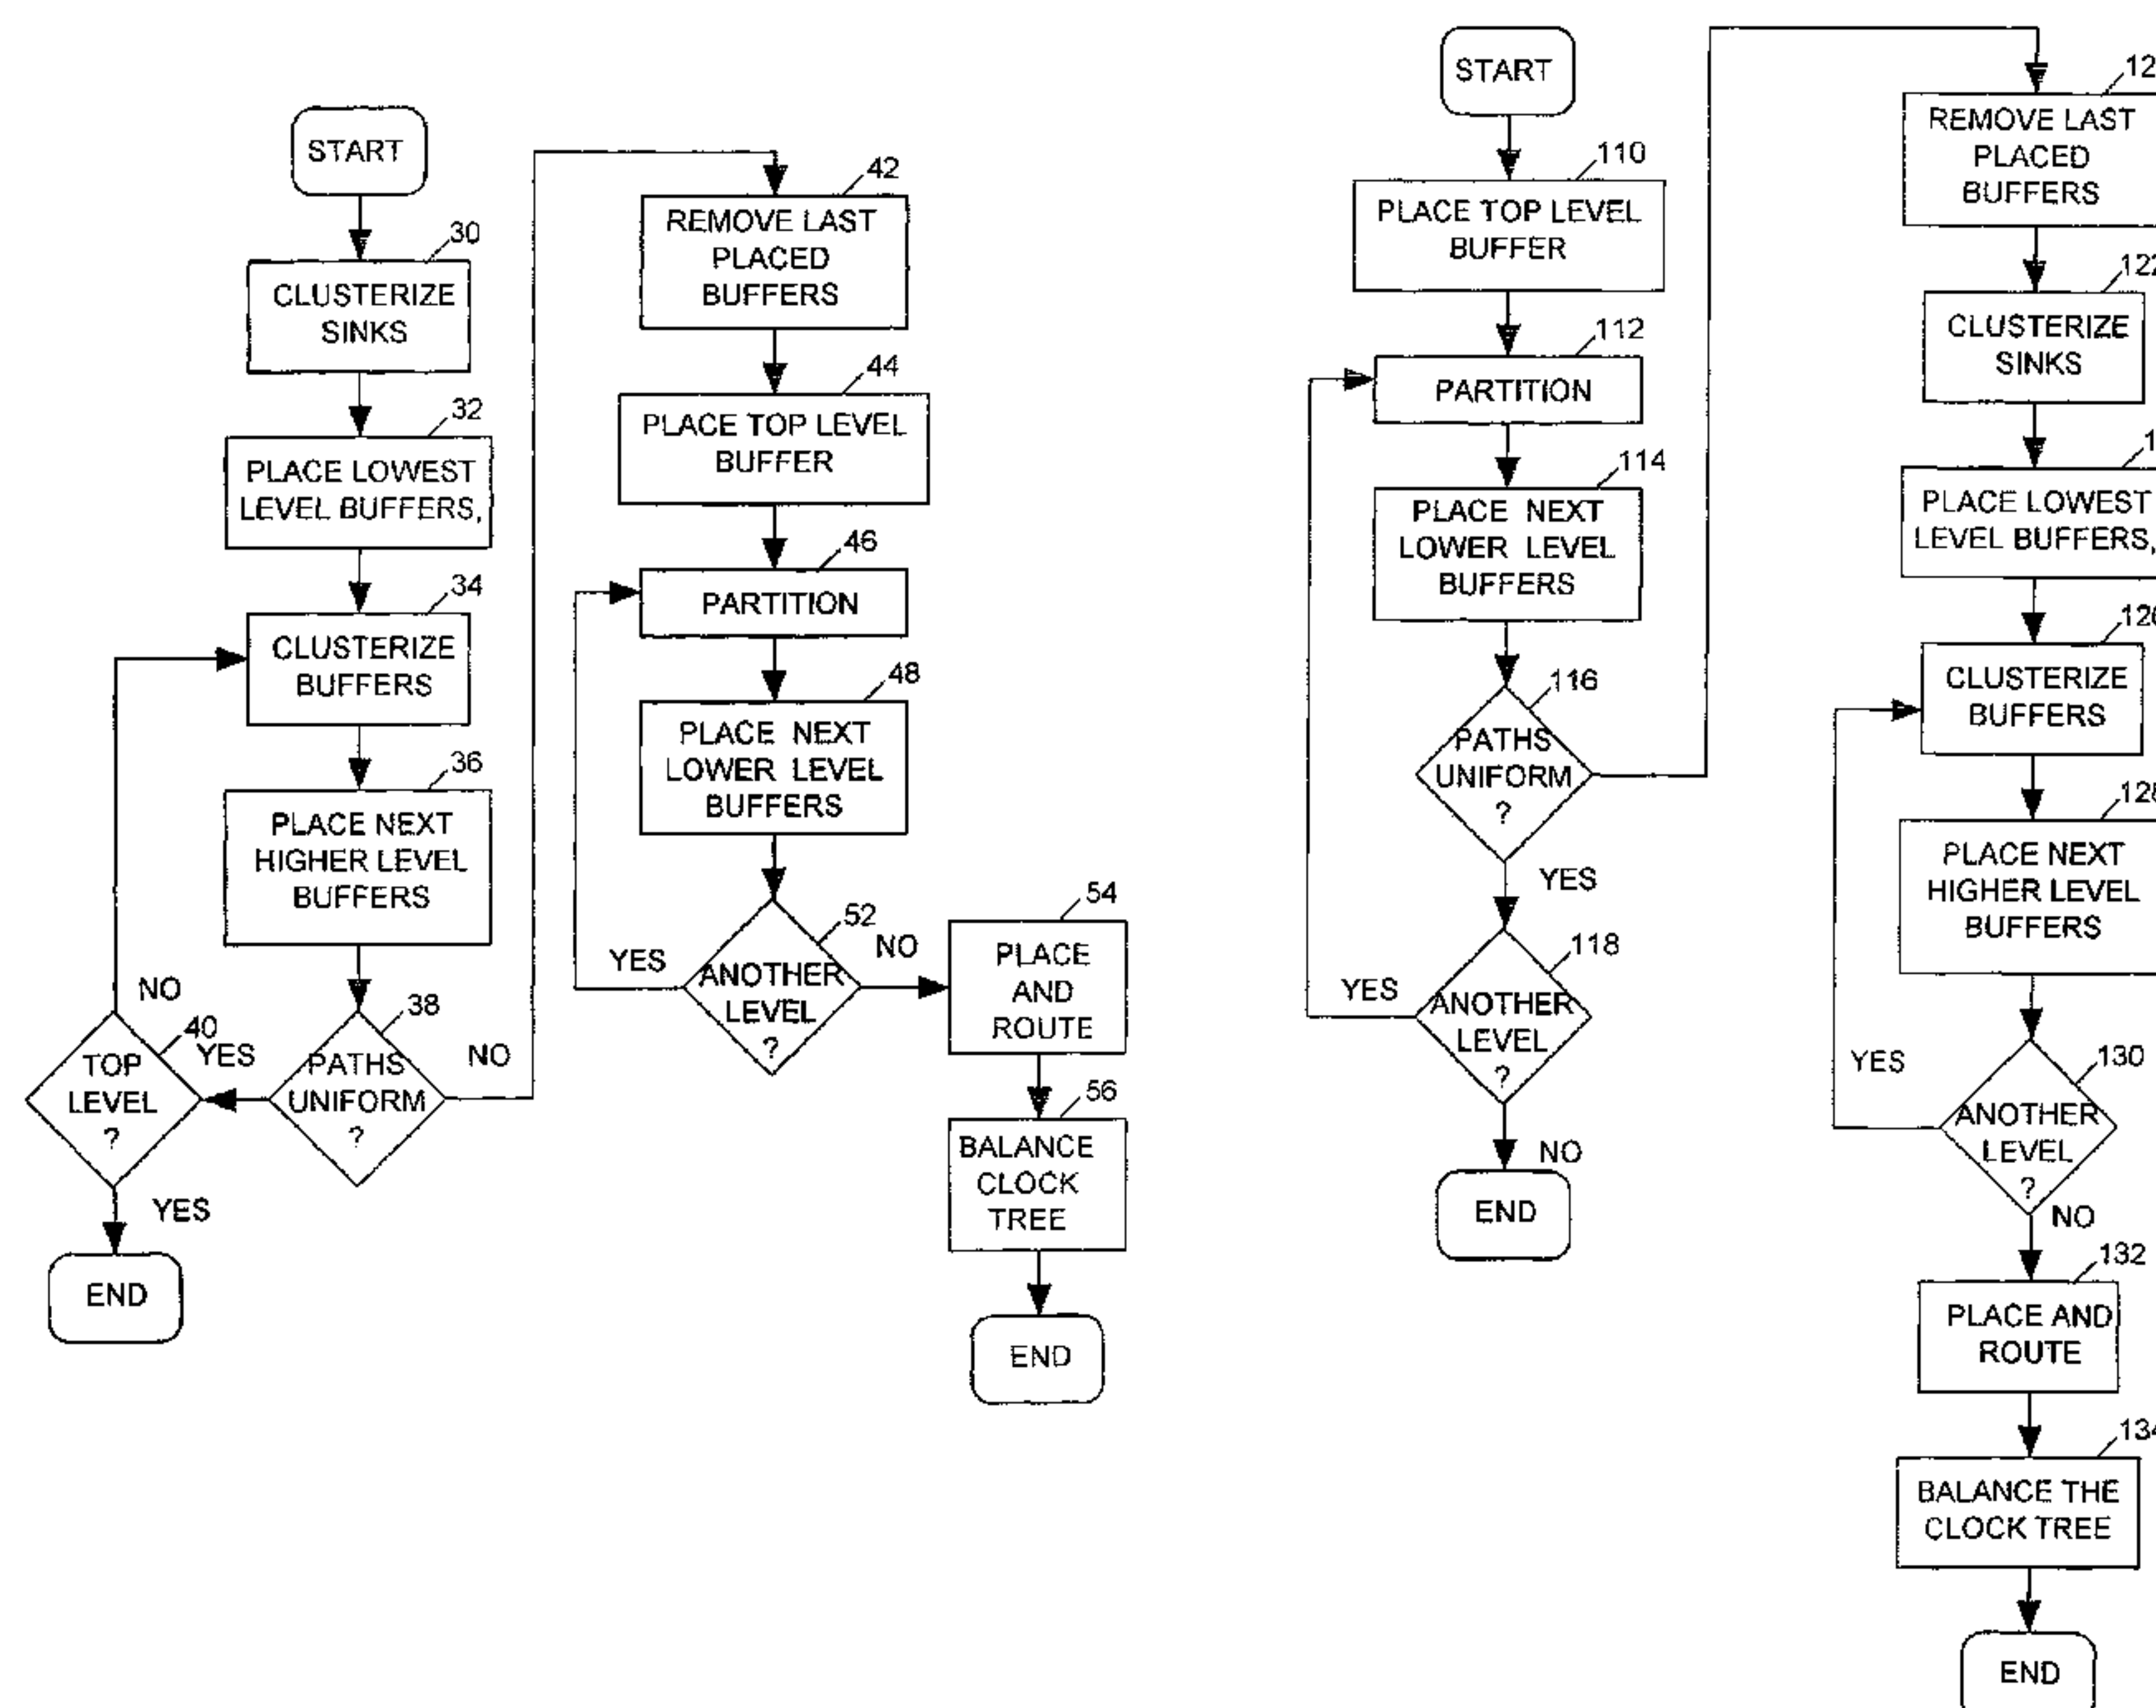 START
30
CLUSTERIZE
SINKS
32
PLACE LOWEST
LEVEL BUFFERS,
34
CLUSTERIZE
BUFFERS
36
PLACE NEXT
HIGHER LEVEL
BUFFERS
38
PATHS
UNIFORM
?
YES
NO
40
TOP
LEVEL
?
NO
YES
END
42
REMOVE LAST
PLACED
BUFFERS
44
PLACE TOP LEVEL
BUFFER
46
PARTITION
48
PLACE NEXT
LOWER LEVEL
BUFFERS
52
ANOTHER
LEVEL
?
YES
NO
54
PLACE
AND
ROUTE
56
BALANCE
CLOCK
TREE
END
START
110
PLACE TOP LEVEL
BUFFER
112
PARTITION
114
PLACE NEXT
LOWER LEVEL
BUFFERS
116
PATHS
UNIFORM
?
YES
118
ANOTHER
LEVEL
?
YES
NO
END
REMOVE LAST
PLACED
BUFFERS
122
CLUSTERIZE
SINKS
PLACE LOWEST
LEVEL BUFFERS,
126
CLUSTERIZE
BUFFERS
128
PLACE NEXT
HIGHER LEVEL
BUFFERS
130
ANOTHER
LEVEL
?
YES
NO
132
PLACE AND
ROUTE
134
BALANCE THE
CLOCK TREE
END